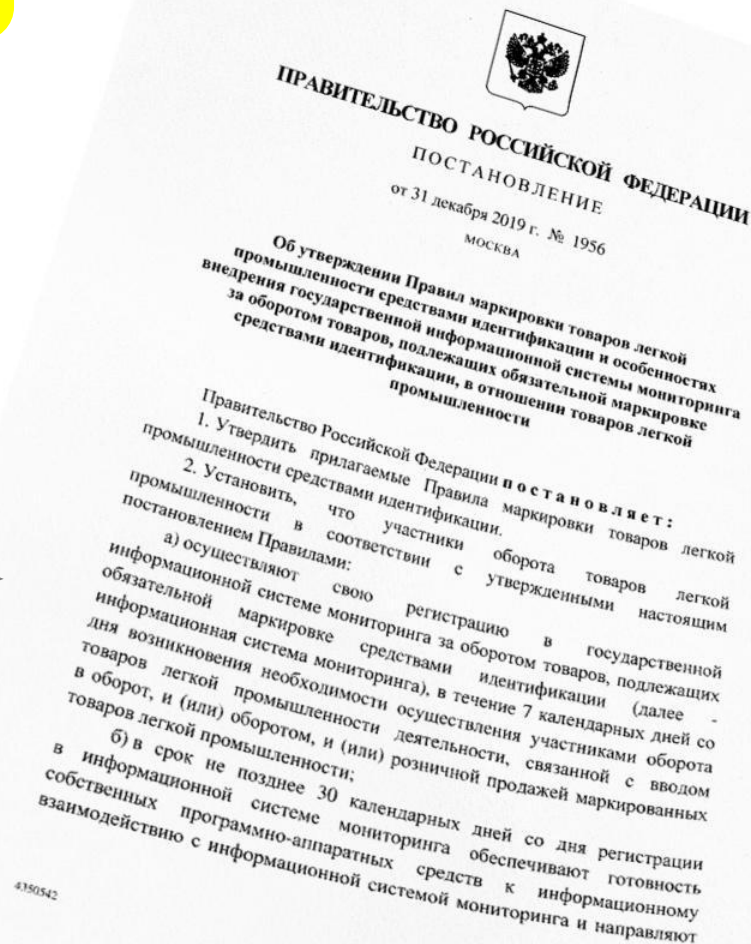 ПРАВИТЕЛЬСТВО РОССИЙСКОЙ ФЕДЕРАЦИИ
ПОСТАНОВЛЕНИЕ
от 31 декабря 2019 г. № 1956
МОСКВА
Об утверждении Правил маркировки товаров легкой
промышленности средствами идентификации и особенностях
внедрения государственной информационной системы мониторинга
за оборотом товаров, подлежащих обязательной маркировке
средствами идентификации, в отношении товаров легкой
промышленности
Правительство Российской Федерации постановляет:
1. Утвердить прилагаемые Правила маркировки товаров легкой
промышленности средствами идентификации.
2. Установить, что участники оборота товаров легкой
промышленности в соответствии с утвержденными настоящим
постановлением Правилами:
а) осуществляют свою регистрацию в государственной
информационной системе мониторинга за оборотом товаров, подлежащих
обязательной маркировке средствами идентификации (далее -
информационная система мониторинга), в течение 7 календарных дней со
дня возникновения необходимости осуществления участниками оборота
товаров легкой промышленности деятельности, связанной с вводом
в оборот, и (или) оборотом, и (или) розничной продажей маркированных
товаров легкой промышленности;
б) в срок не позднее 30 календарных дней со дня регистрации
в информационной системе мониторинга обеспечивают готовность
собственных программно-аппаратных средств к информационному
взаимодействию с информационной системой мониторинга и направляют
4350542